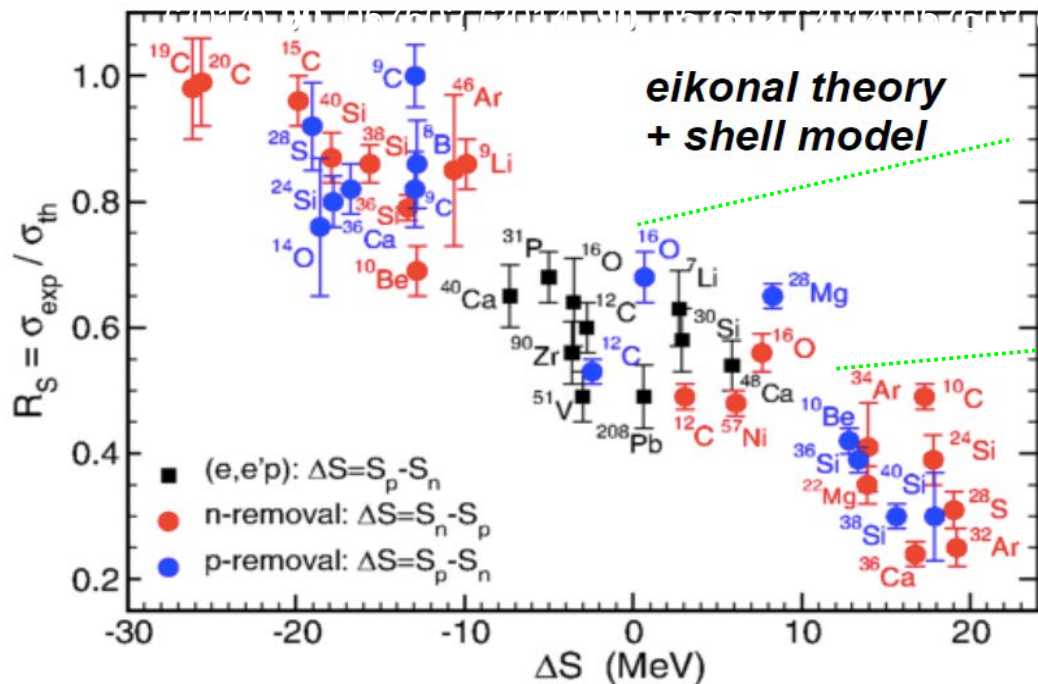 eikonal theory
+ shell model
R_S = σ_exp / σ_th
1.0
0.8
0.6
0.4
0.2
¹⁹C
²⁰C
¹⁵C
⁹C
⁴⁶Ar
⁴⁰Si
²⁸S
³⁸Si
⁸B
⁹Li
²⁴Si
³⁶Si
⁹C
³⁶Ca
¹⁴O
¹⁰Be
³¹P
¹⁶O
¹⁶O
⁷Li
²⁸Mg
⁴⁰Ca
¹²C
³⁰Si
⁹⁰Zr
¹²C
¹⁶O
⁵¹V
²⁰⁸Pb
¹²C
⁵⁷Ni
⁴⁸Ca
³⁴Ar
¹⁰C
¹⁰Be
³⁶Si
²⁴Si
²²Mg
⁴⁰Si
³⁸Si
²⁸S
³²Ar
³⁶Ca
(e,e'p): ΔS=S_p-S_n
n-removal: ΔS=S_n-S_p
p-removal: ΔS=S_p-S_n
-30 -20 -10 0 10 20
ΔS (MeV)